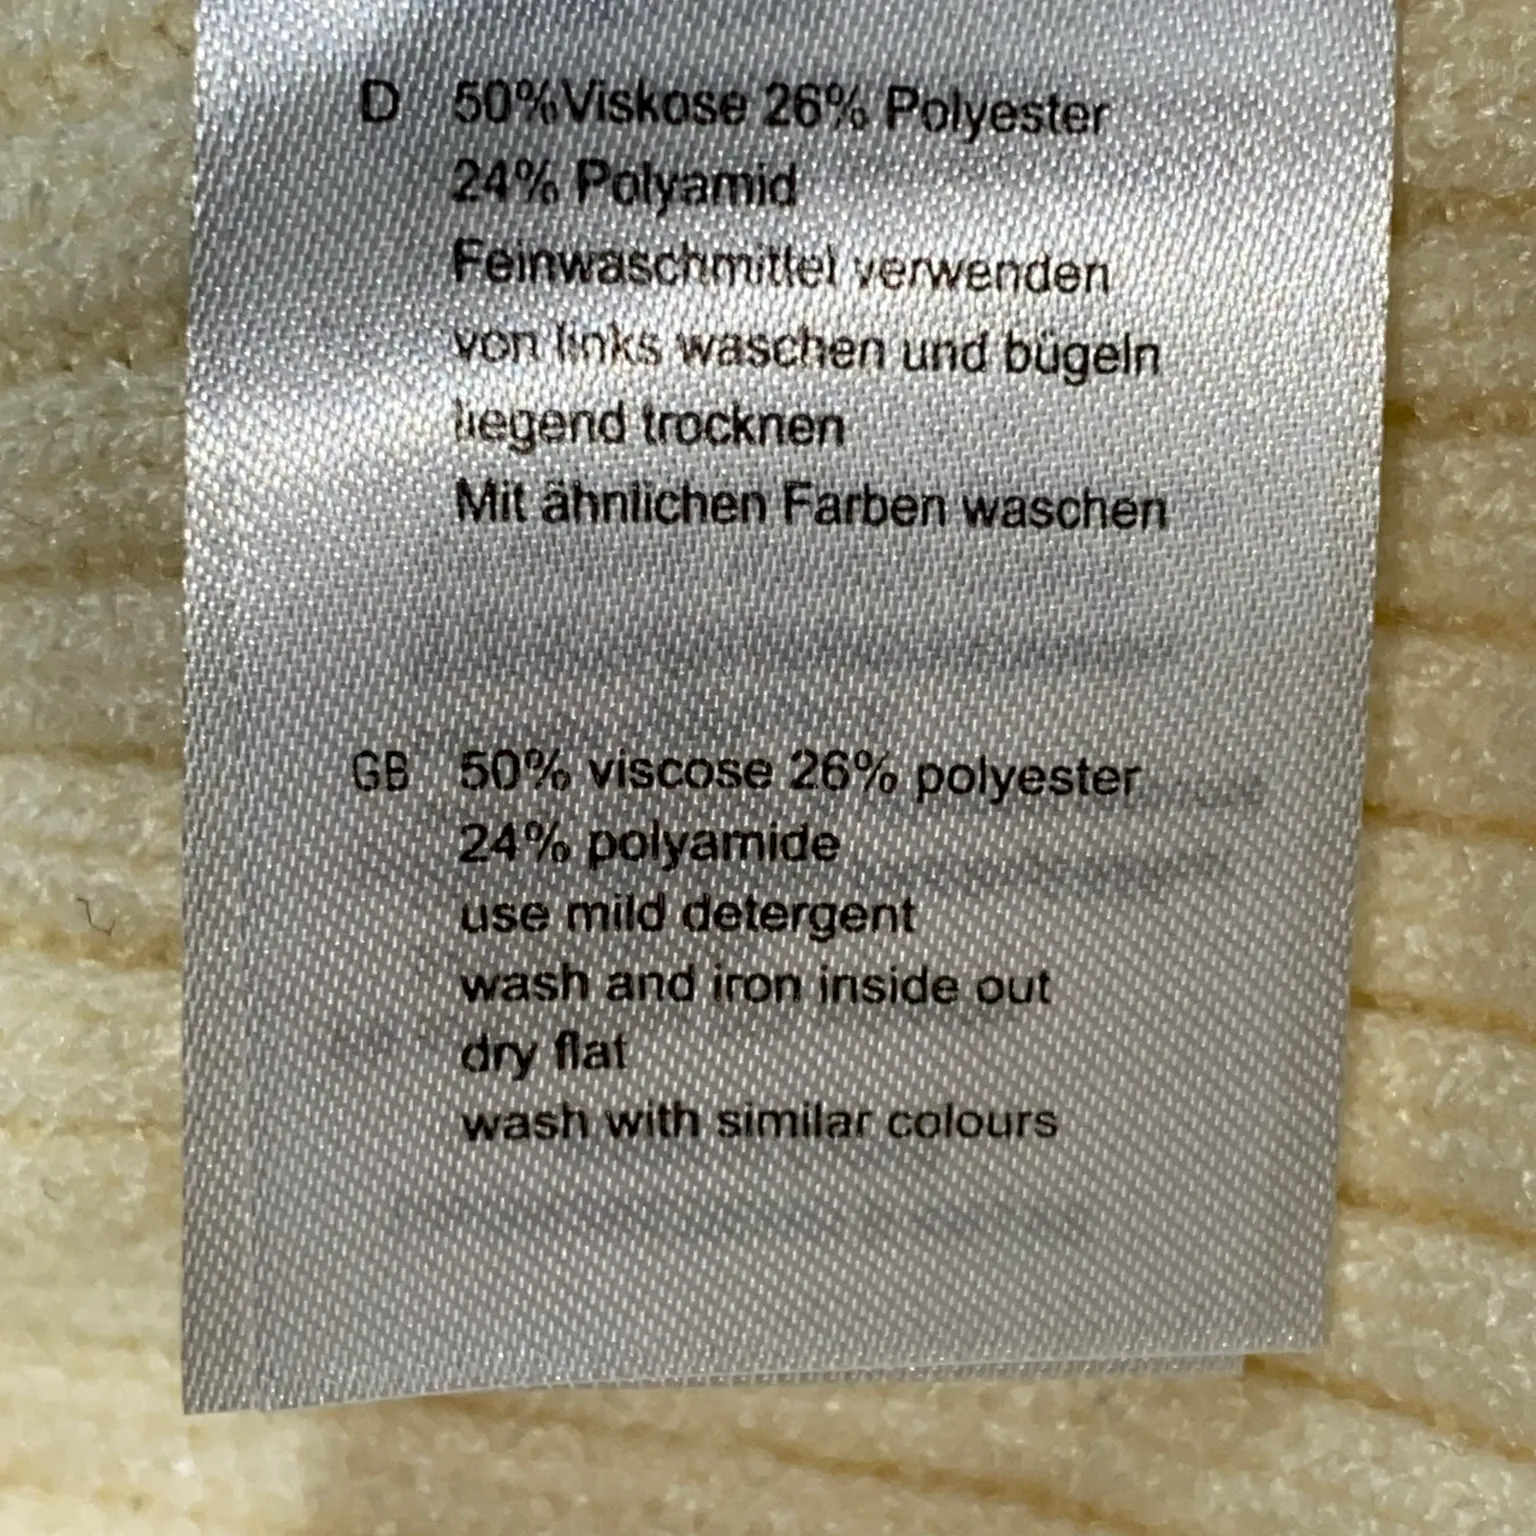 D 50%Viskose 26% Polyester
24% Polyamid
Feinwaschmittel verwenden
von links waschen und bügeln
liegend trocknen
Mit ähnlichen Farben waschen
GB 50% viscose 26% polyester
24% polyamide
use mild detergent
wash and iron inside out
dry flat
wash with similar colours